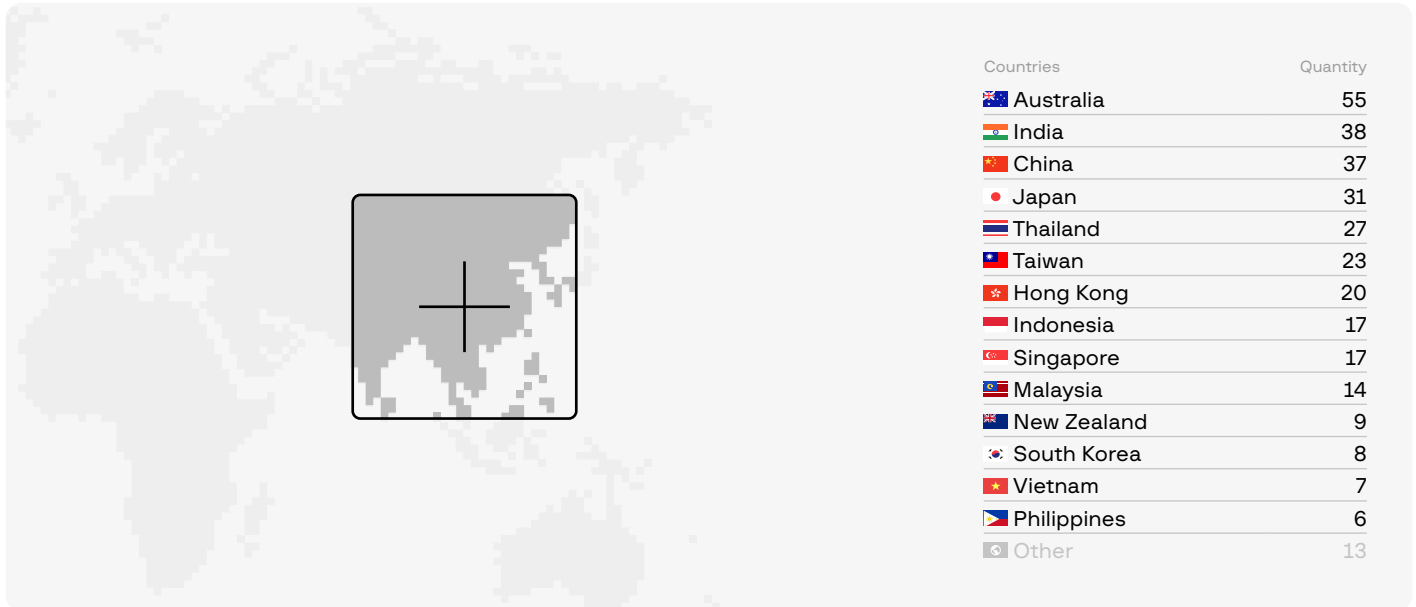 Countries Quantity
Australia 55
India 38
China 37
Japan 31
Thailand 27
Taiwan 23
Hong Kong 20
Indonesia 17
Singapore 17
Malaysia 14
New Zealand 9
South Korea 8
Vietnam 7
Philippines 6
Other 13